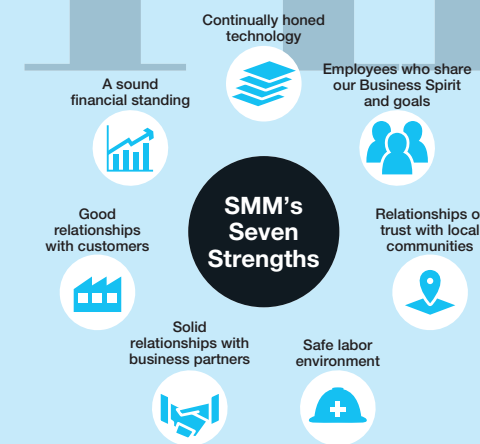 Continually honed
technology
Employees who share
our Business Spirit
and goals
A sound
financial standing
SMM's
Seven
Strengths
Good
relationships
with customers
Relationships
trust with local
communities
Solid
relationships with
business partners
Safe labor
environment